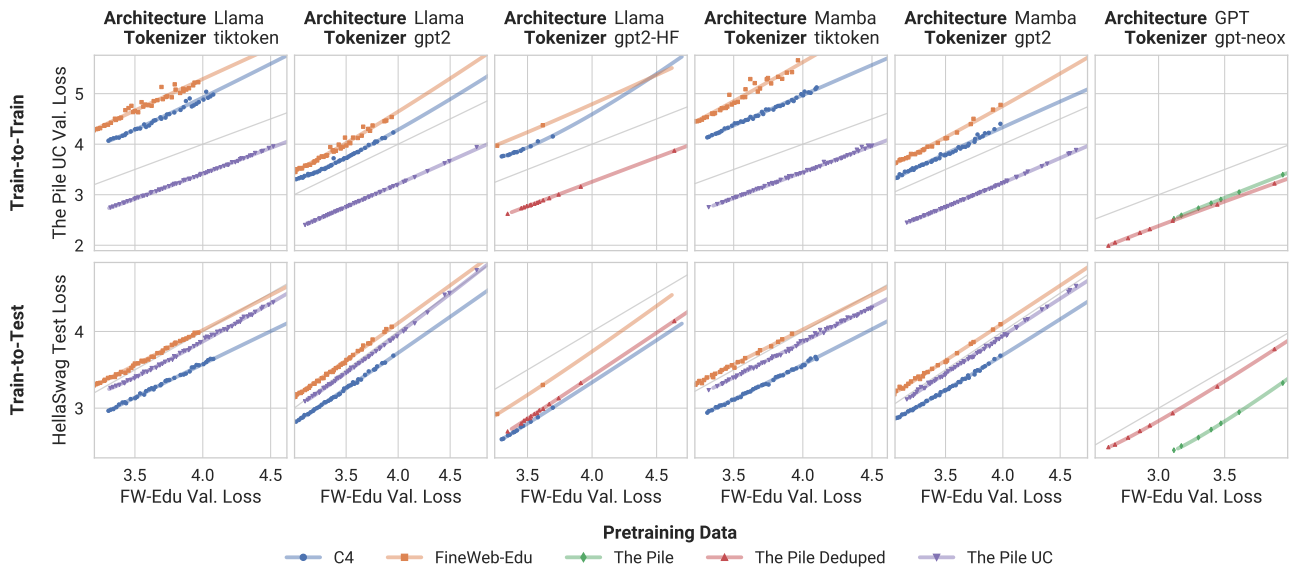 Architecture Llama
Tokenizer tiktoken
Architecture Llama
Tokenizer gpt2
Architecture Llama
Tokenizer gpt2-HF
Architecture Mamba
Tokenizer tiktoken
Architecture Mamba
Tokenizer gpt2
Architecture GPT
Tokenizer gpt-neox
Train-to-Train
The Pile UC Val. Loss
5
4
3
2
Train-to-Test
HellaSwag Test Loss
4
3
3.5 4.0 4.5
FW-Edu Val. Loss
3.5 4.0 4.5
FW-Edu Val. Loss
3.5 4.0 4.5
FW-Edu Val. Loss
3.5 4.0 4.5
FW-Edu Val. Loss
3.5 4.0 4.5
FW-Edu Val. Loss
3.0 3.5
FW-Edu Val. Loss
Pretraining Data
C4 FineWeb-Edu The Pile The Pile Deduped The Pile UC